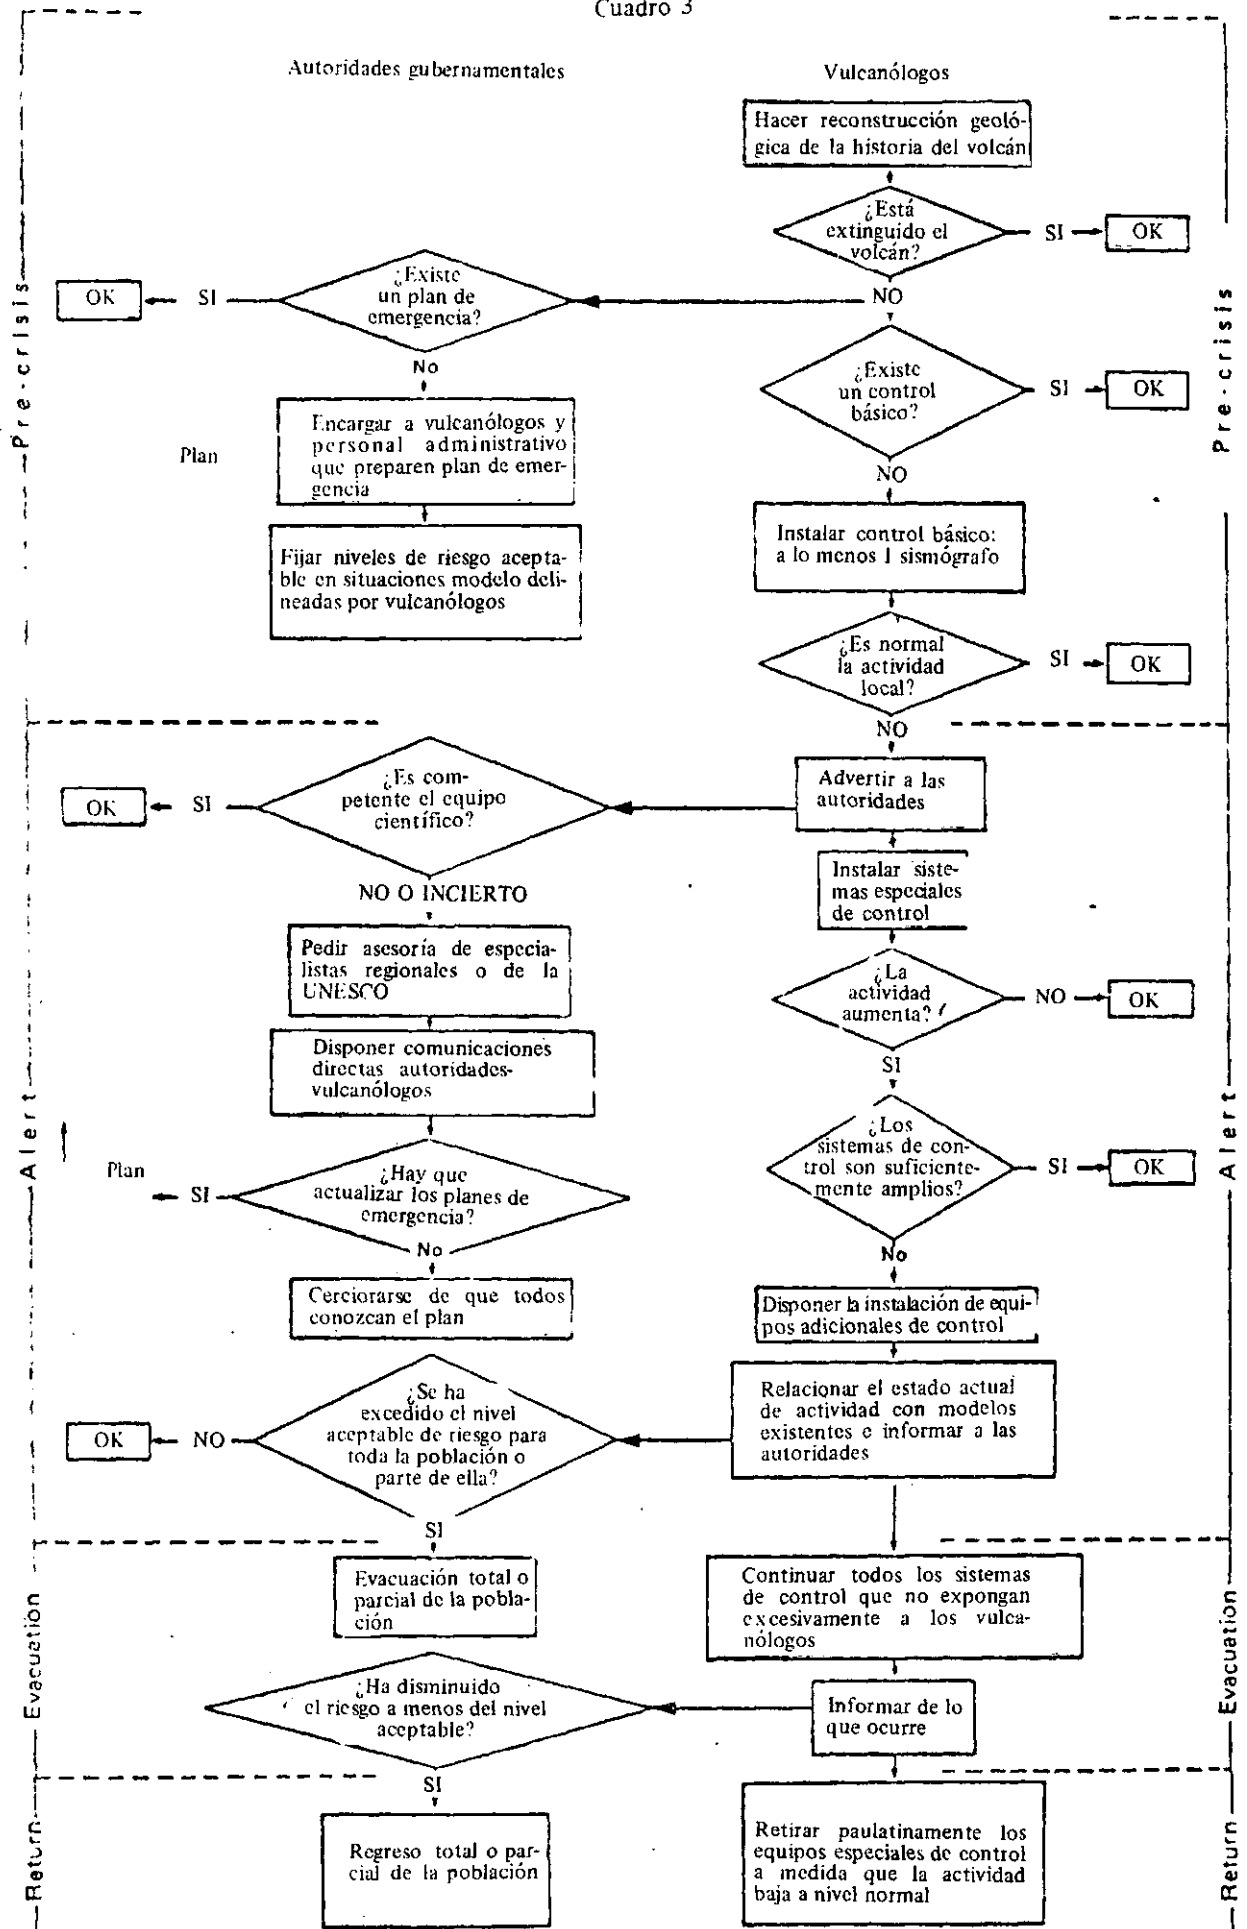 Cuadro 3
Autoridades gubernamentales
Vulcanólogos
Hacer reconstrucción geoló-
gica de la historia del volcán
¿Está
extinguido el
volcán?
SI
OK
NO
¿Existe
un plan de
emergencia?
SI
OK
No
¿Existe
un control
básico?
SI
OK
NO
Plan
Encargar a vulcanólogos y
personal administrativo
que preparen plan de emer-
gencia
Fijar niveles de riesgo acepta-
ble en situaciones modelo deli-
neadas por vulcanólogos
Instalar control básico:
a lo menos 1 sismógrafo
¿Es normal
la actividad
local?
SI
OK
NO
Pre-crisis
Pre-crisis
Advertir a las
autoridades
¿Es com-
petente el equipo
científico?
SI
OK
NO O INCIERTO
Instalar siste-
mas especiales
de control
Pedir asesoría de especia-
listas regionales o de la
UNESCO
¿La
actividad
aumenta?
NO
OK
SI
Disponer comunicaciones
directas autoridades-
vulcanólogos
¿Los
sistemas de con-
trol son suficiente-
mente amplios?
SI
OK
No
¿Hay que
actualizar los planes de
emergencia?
SI
Plan
No
Cerciorarse de que todos
conozcan el plan
Disponer la instalación de equi-
pos adicionales de control
Relacionar el estado actual
de actividad con modelos
existentes e informar a las
autoridades
¿Se ha
excedido el nivel
aceptable de riesgo para
toda la población o
parte de ella?
NO
OK
SI
Alert
Alert
Evacuación total o
parcial de la pobla-
ción
Continuar todos los sistemas
de control que no expongan
excesivamente a los vulca-
nólogos
¿Ha disminuido
el riesgo a menos del nivel
aceptable?
Informar de lo
que ocurre
SI
Evacuation
Evacuation
Regreso total o par-
cial de la población
Retirar paulatinamente los
equipos especiales de control
a medida que la actividad
baja a nivel normal
Return
Return